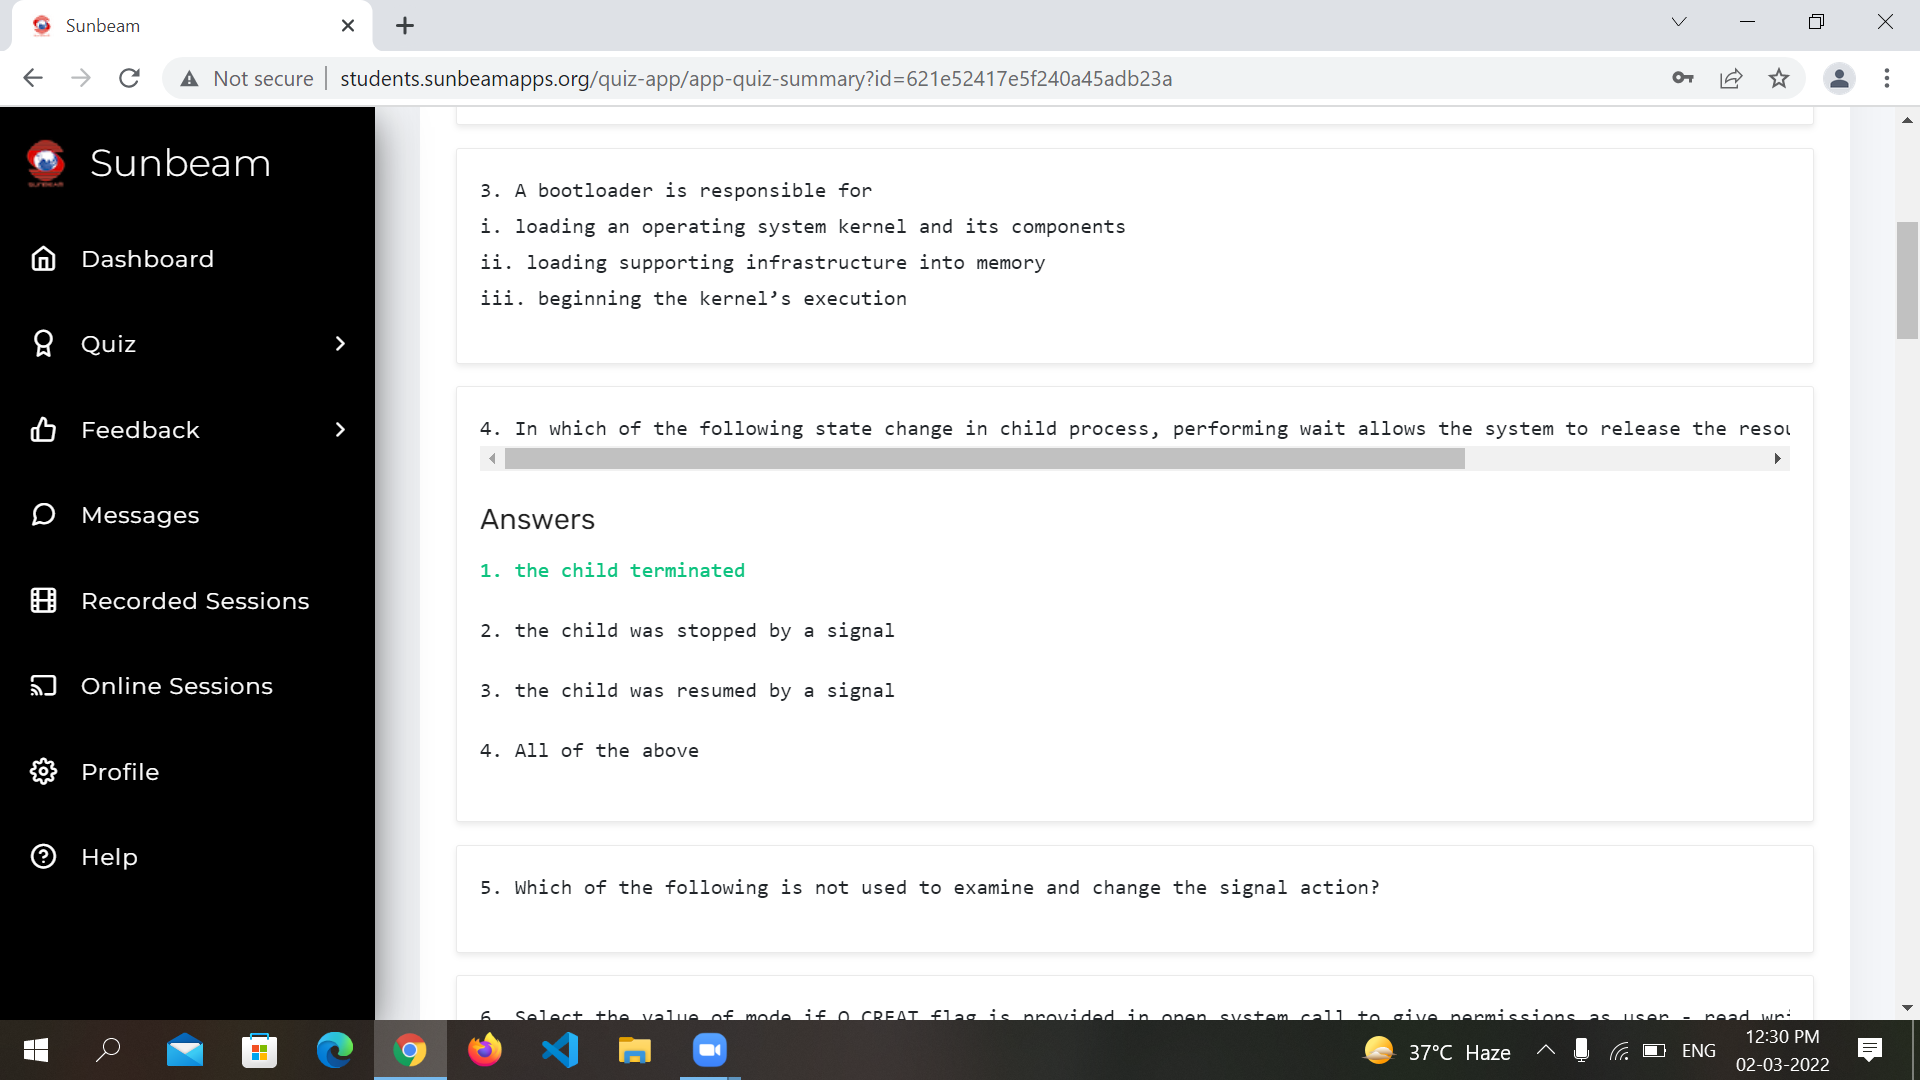 Sunbeam
Not secure
students.sunbeamapps.org/quiz-app/app-quiz-summary?id=621e52417e5f240a45adb23a
Sunbeam
Dashboard
Quiz
Feedback
Messages
Recorded Sessions
Online Sessions
Profile
Help
3. A bootloader is responsible for
i. loading an operating system kernel and its components
ii. loading supporting infrastructure into memory
iii. beginning the kernel’s execution
4. In which of the following state change in child process, performing wait allows the system to release the resou
Answers
1. the child terminated
2. the child was stopped by a signal
3. the child was resumed by a signal
4. All of the above
5. Which of the following is not used to examine and change the signal action?
6. Select the value of mode if O_CREAT flag is provided in open system call to give permissions as user - read wri
37°C Haze
ENG
12:30 PM
02-03-2022